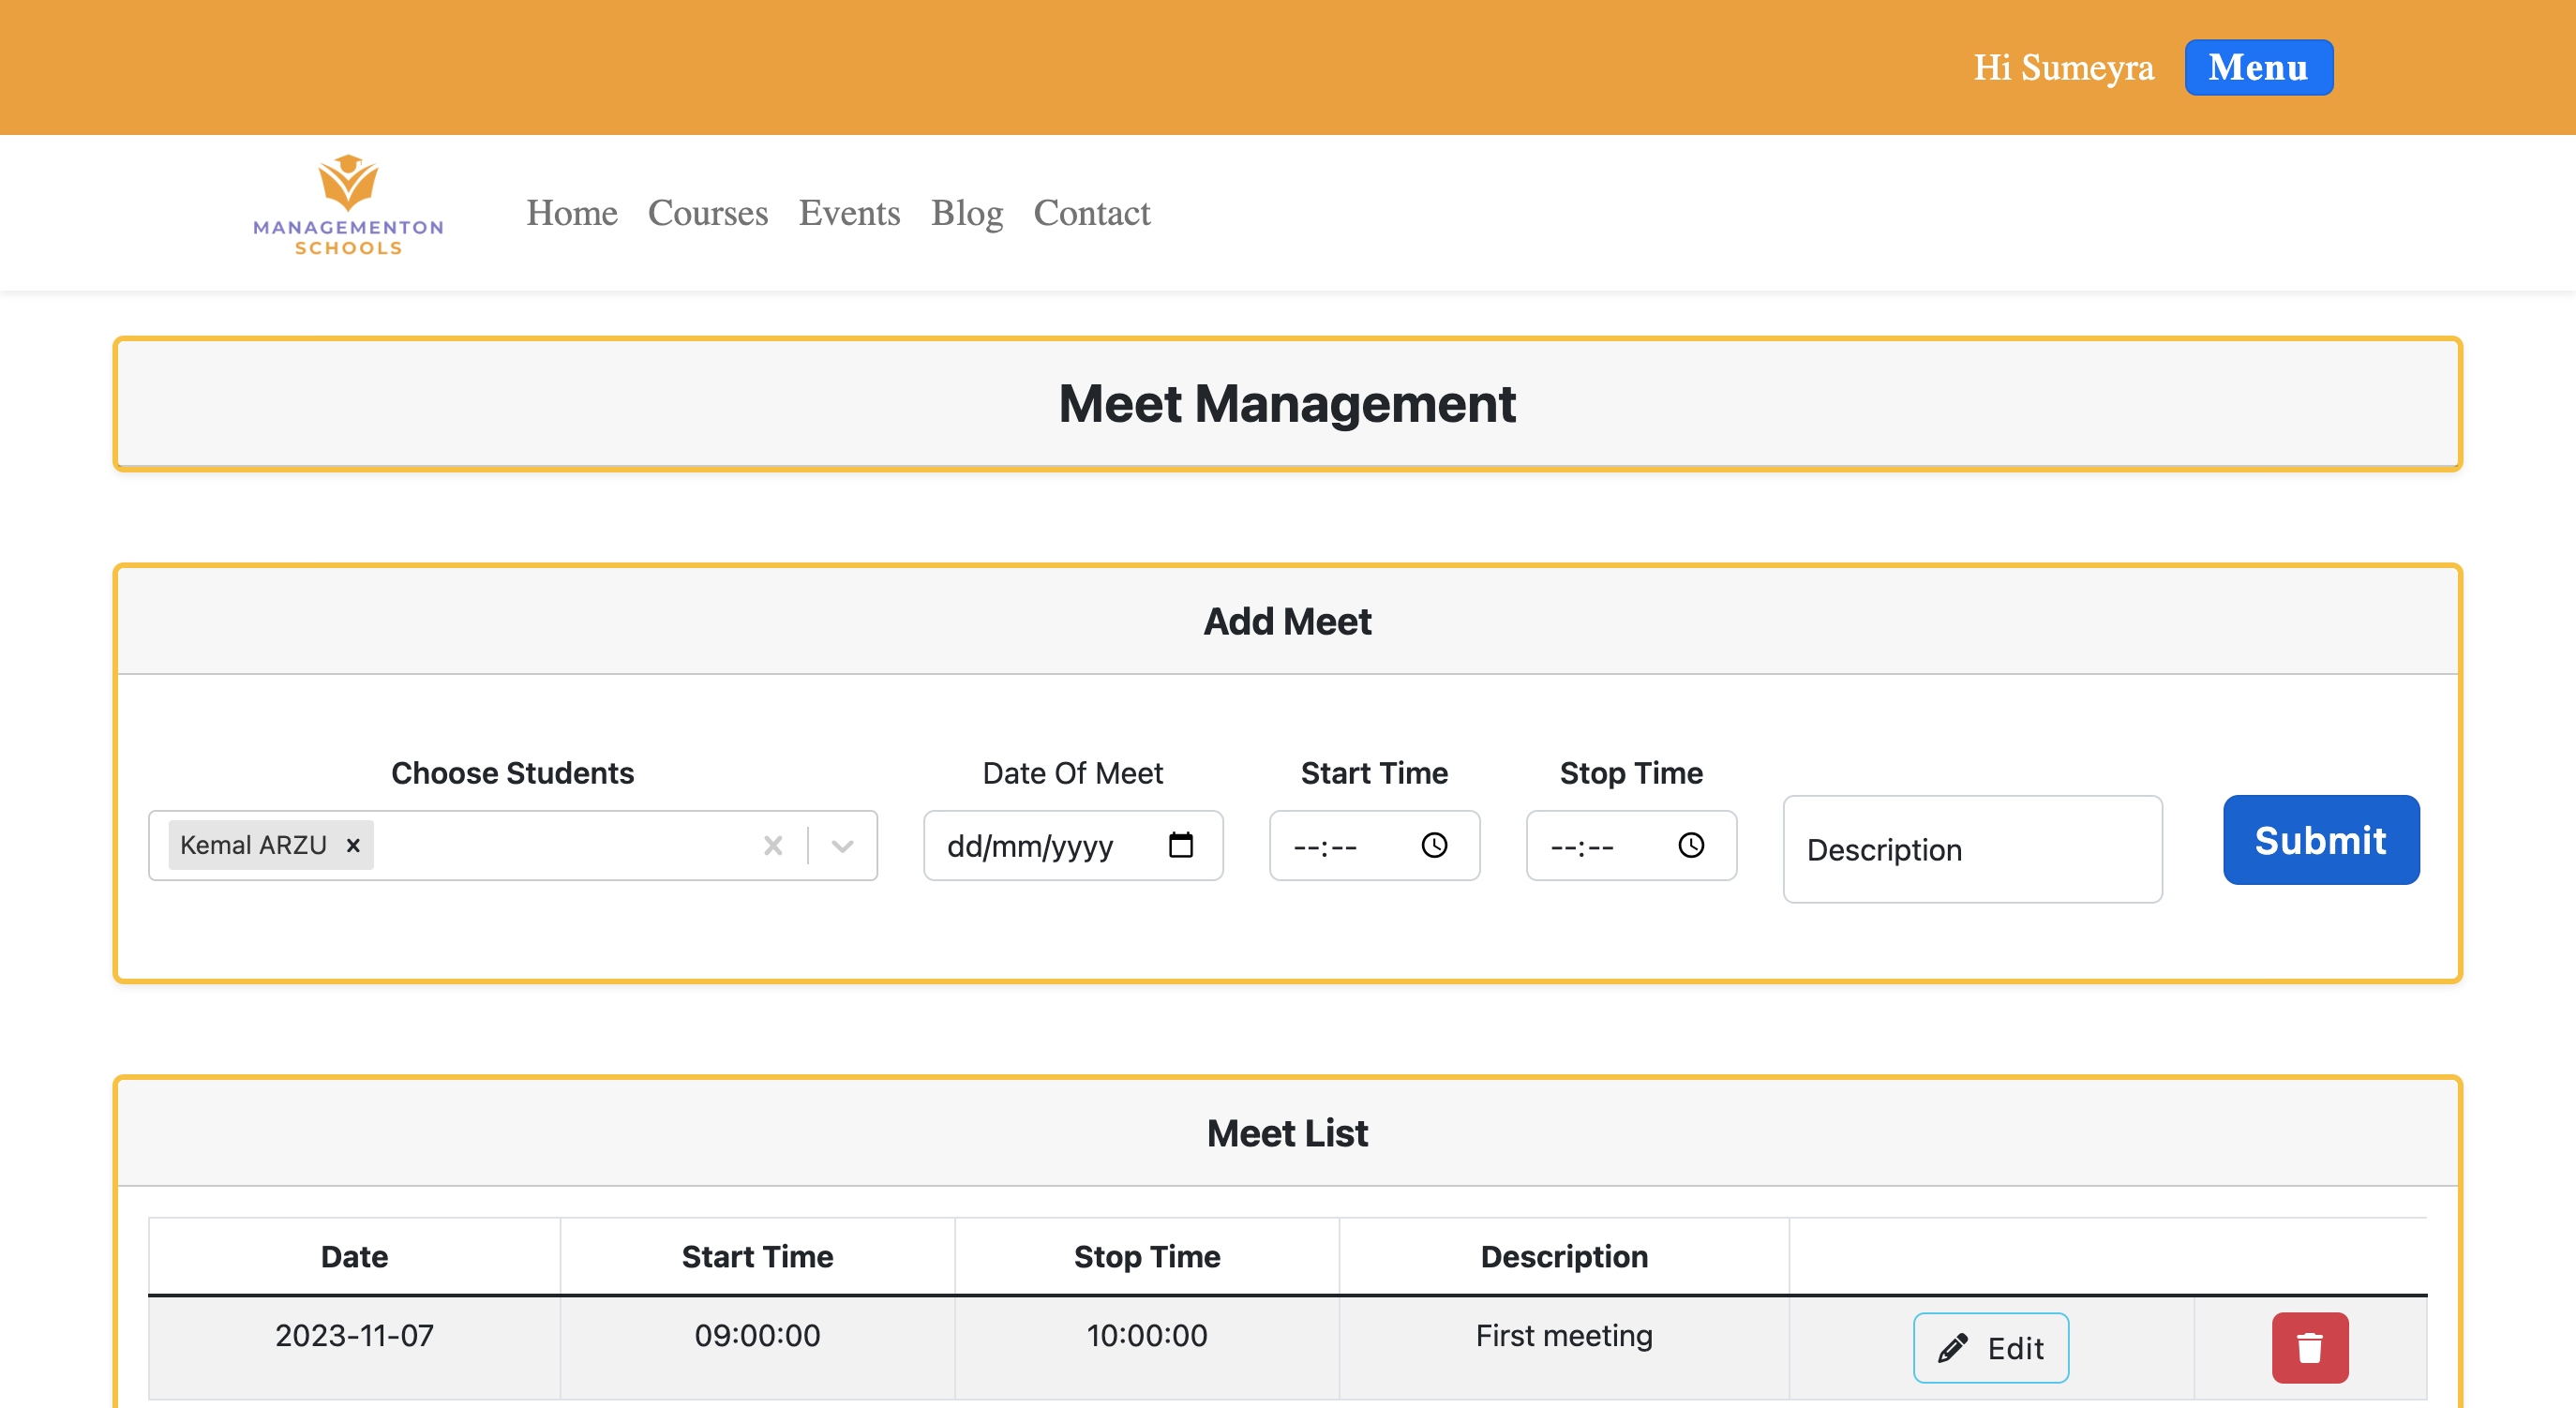 Hi Sumeyra Menu
MANAGEMENTON
SCHOOLS
Home Courses Events Blog Contact
Meet Management
Add Meet
Choose Students Date Of Meet Start Time Stop Time
Kemal ARZU dd/mm/yyyy --:-- --:-- Description Submit
Meet List
Date Start Time Stop Time Description
2023-11-07 09:00:00 10:00:00 First meeting Edit